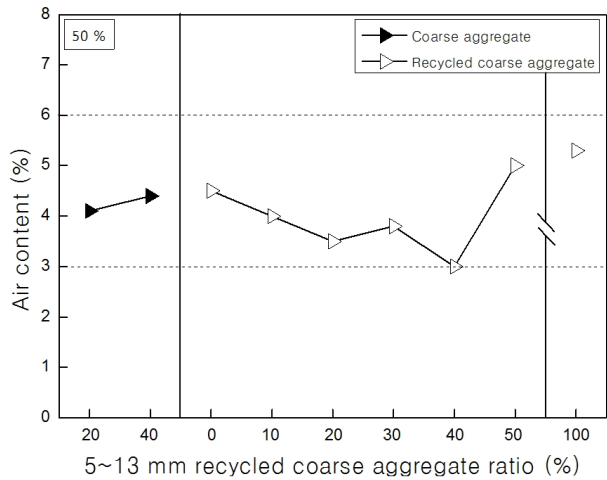 50 %
Coarse aggregate
Recycled coarse aggregate
8
7
6
5
4
3
2
1
0
Air content (%)
20 40 0 10 20 30 40 50 100
5~13 mm recycled coarse aggregate ratio (%)